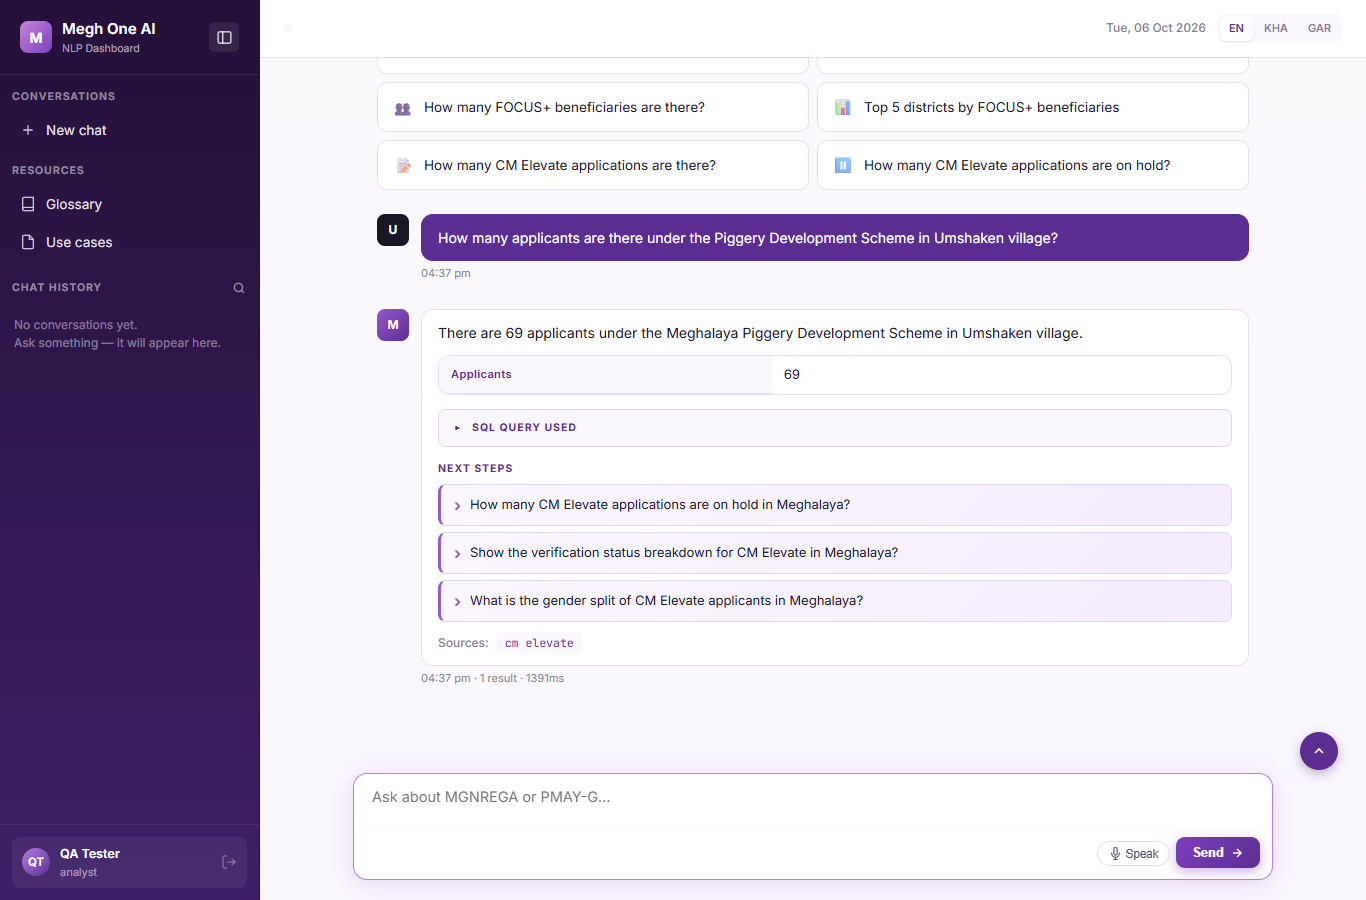 M
Megh One AI
NLP Dashboard
CONVERSATIONS
+ New chat
RESOURCES
Glossary
Use cases
CHAT HISTORY
No conversations yet.
Ask something — it will appear here.
QT
QA Tester
analyst
Tue, 06 Oct 2026
EN KHA GAR
How many FOCUS+ beneficiaries are there?
Top 5 districts by FOCUS+ beneficiaries
How many CM Elevate applications are there?
How many CM Elevate applications are on hold?
U
How many applicants are there under the Piggery Development Scheme in Umshaken village?
04:37 pm
M
There are 69 applicants under the Meghalaya Piggery Development Scheme in Umshaken village.
Applicants 69
SQL QUERY USED
NEXT STEPS
How many CM Elevate applications are on hold in Meghalaya?
Show the verification status breakdown for CM Elevate in Meghalaya?
What is the gender split of CM Elevate applicants in Meghalaya?
Sources: cm elevate
04:37 pm · 1 result · 1391ms
Ask about MGNREGA or PMAY-G...
Speak
Send →